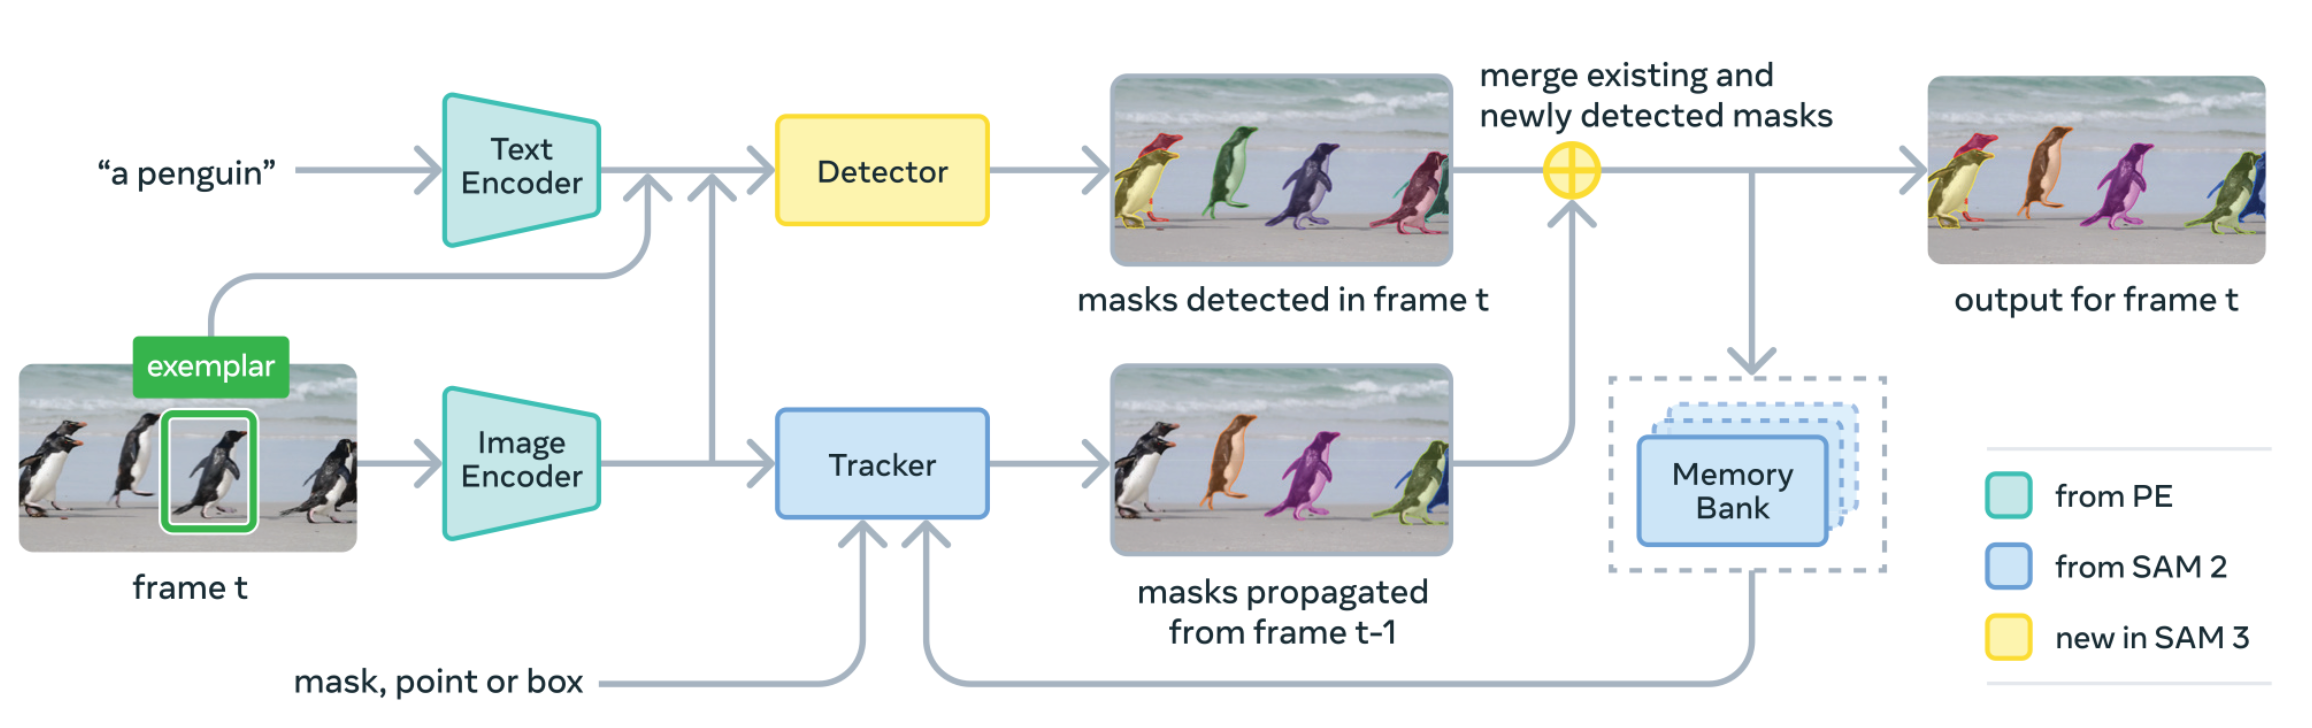 “a penguin”
Text
Encoder
Detector
masks detected in frame t
merge existing and
newly detected masks
output for frame t
exemplar
frame t
Image
Encoder
Tracker
masks propagated
from frame t-1
Memory
Bank
mask, point or box
from PE
from SAM 2
new in SAM 3